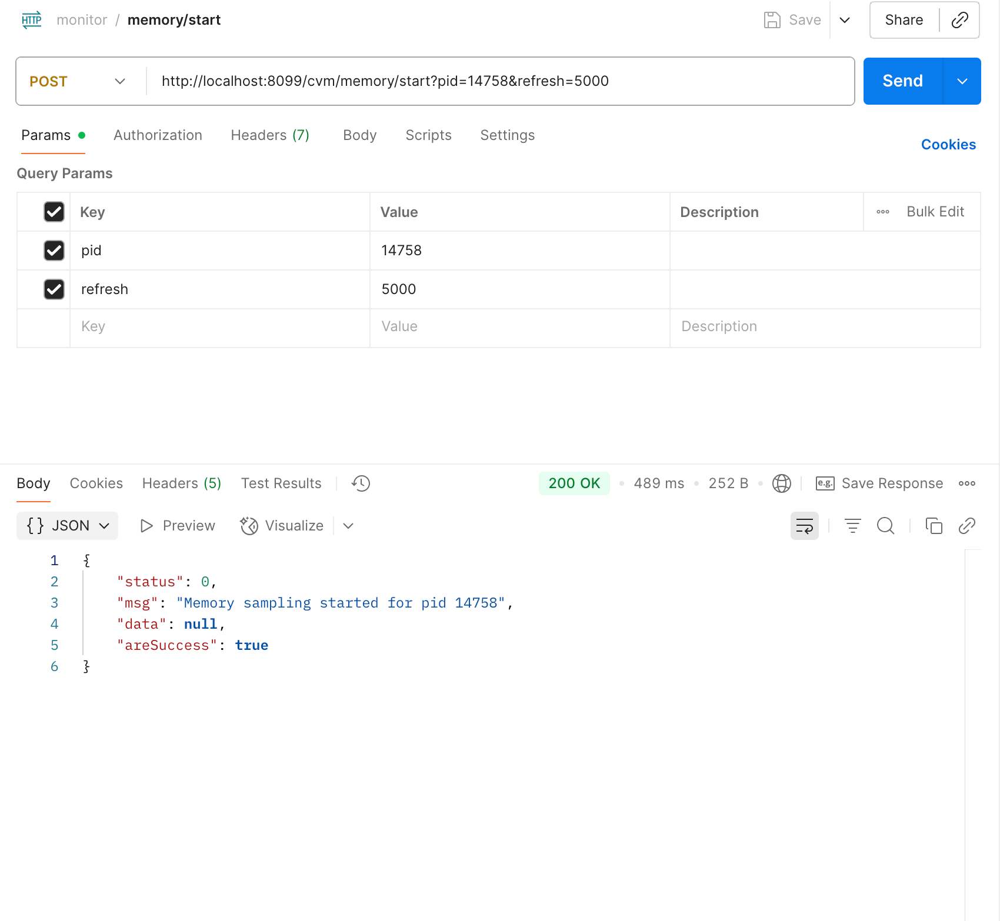 HTTP monitor / memory/start Save Share
POST http://localhost:8099/cvm/memory/start?pid=14758&refresh=5000 Send
Params Authorization Headers (7) Body Scripts Settings Cookies
Query Params
Key Value Description Bulk Edit
pid 14758
refresh 5000
Key Value Description
Body Cookies Headers (5) Test Results 200 OK 489 ms 252 B e.g. Save Response
{ } JSON Preview Visualize
1 {
2 "status": 0,
3 "msg": "Memory sampling started for pid 14758",
4 "data": null,
5 "areSuccess": true
6 }